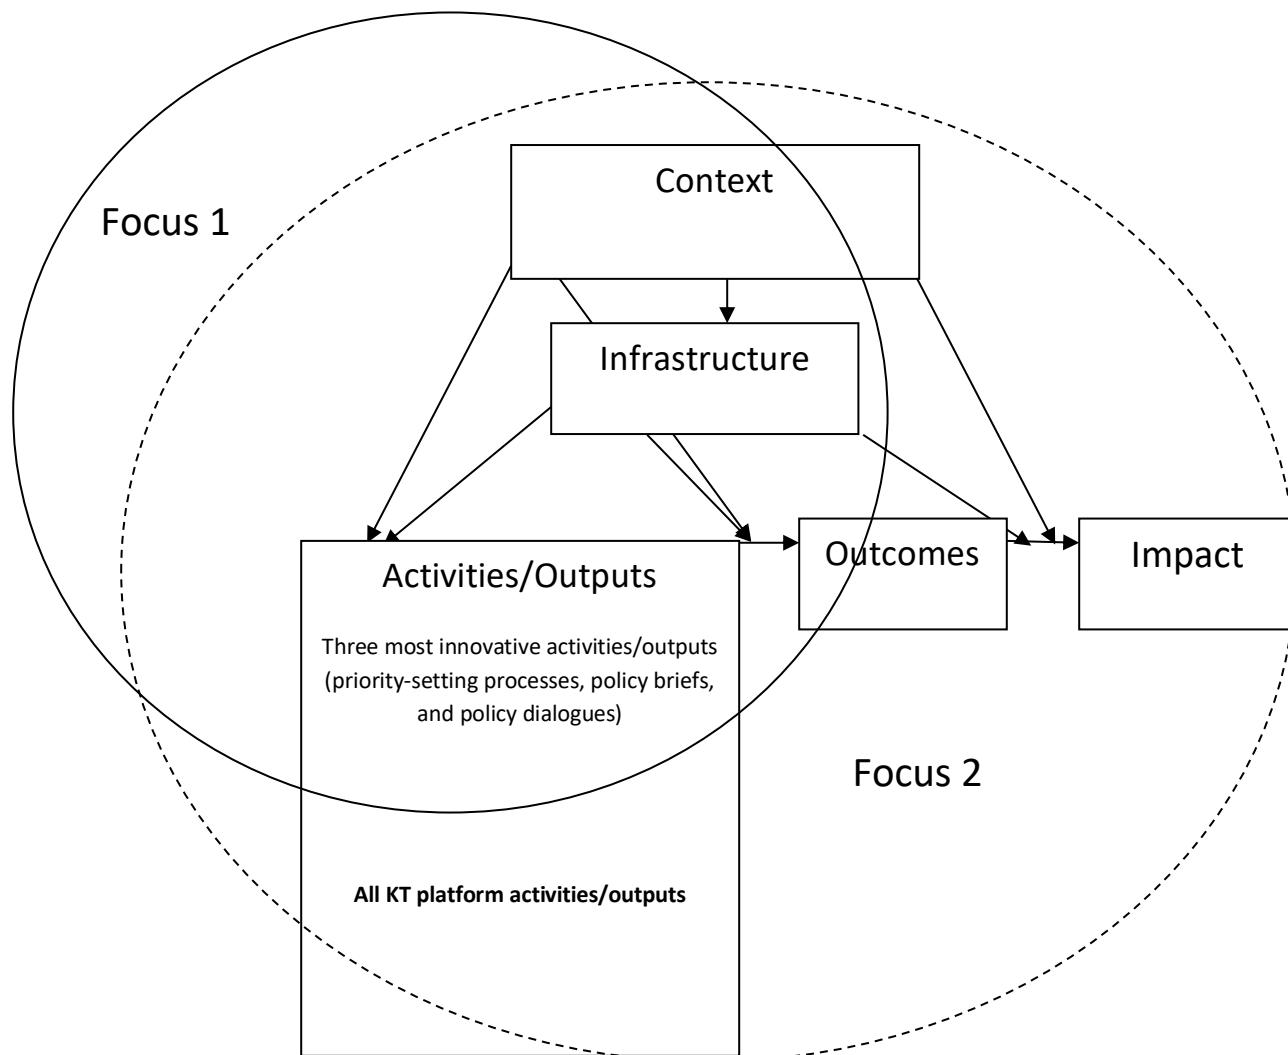 Context
Focus 1
Infrastructure
Outcomes
Impact
Activities/Outputs
Three most innovative activities/outputs
(priority-setting processes, policy briefs,
and policy dialogues)
Focus 2
All KT platform activities/outputs